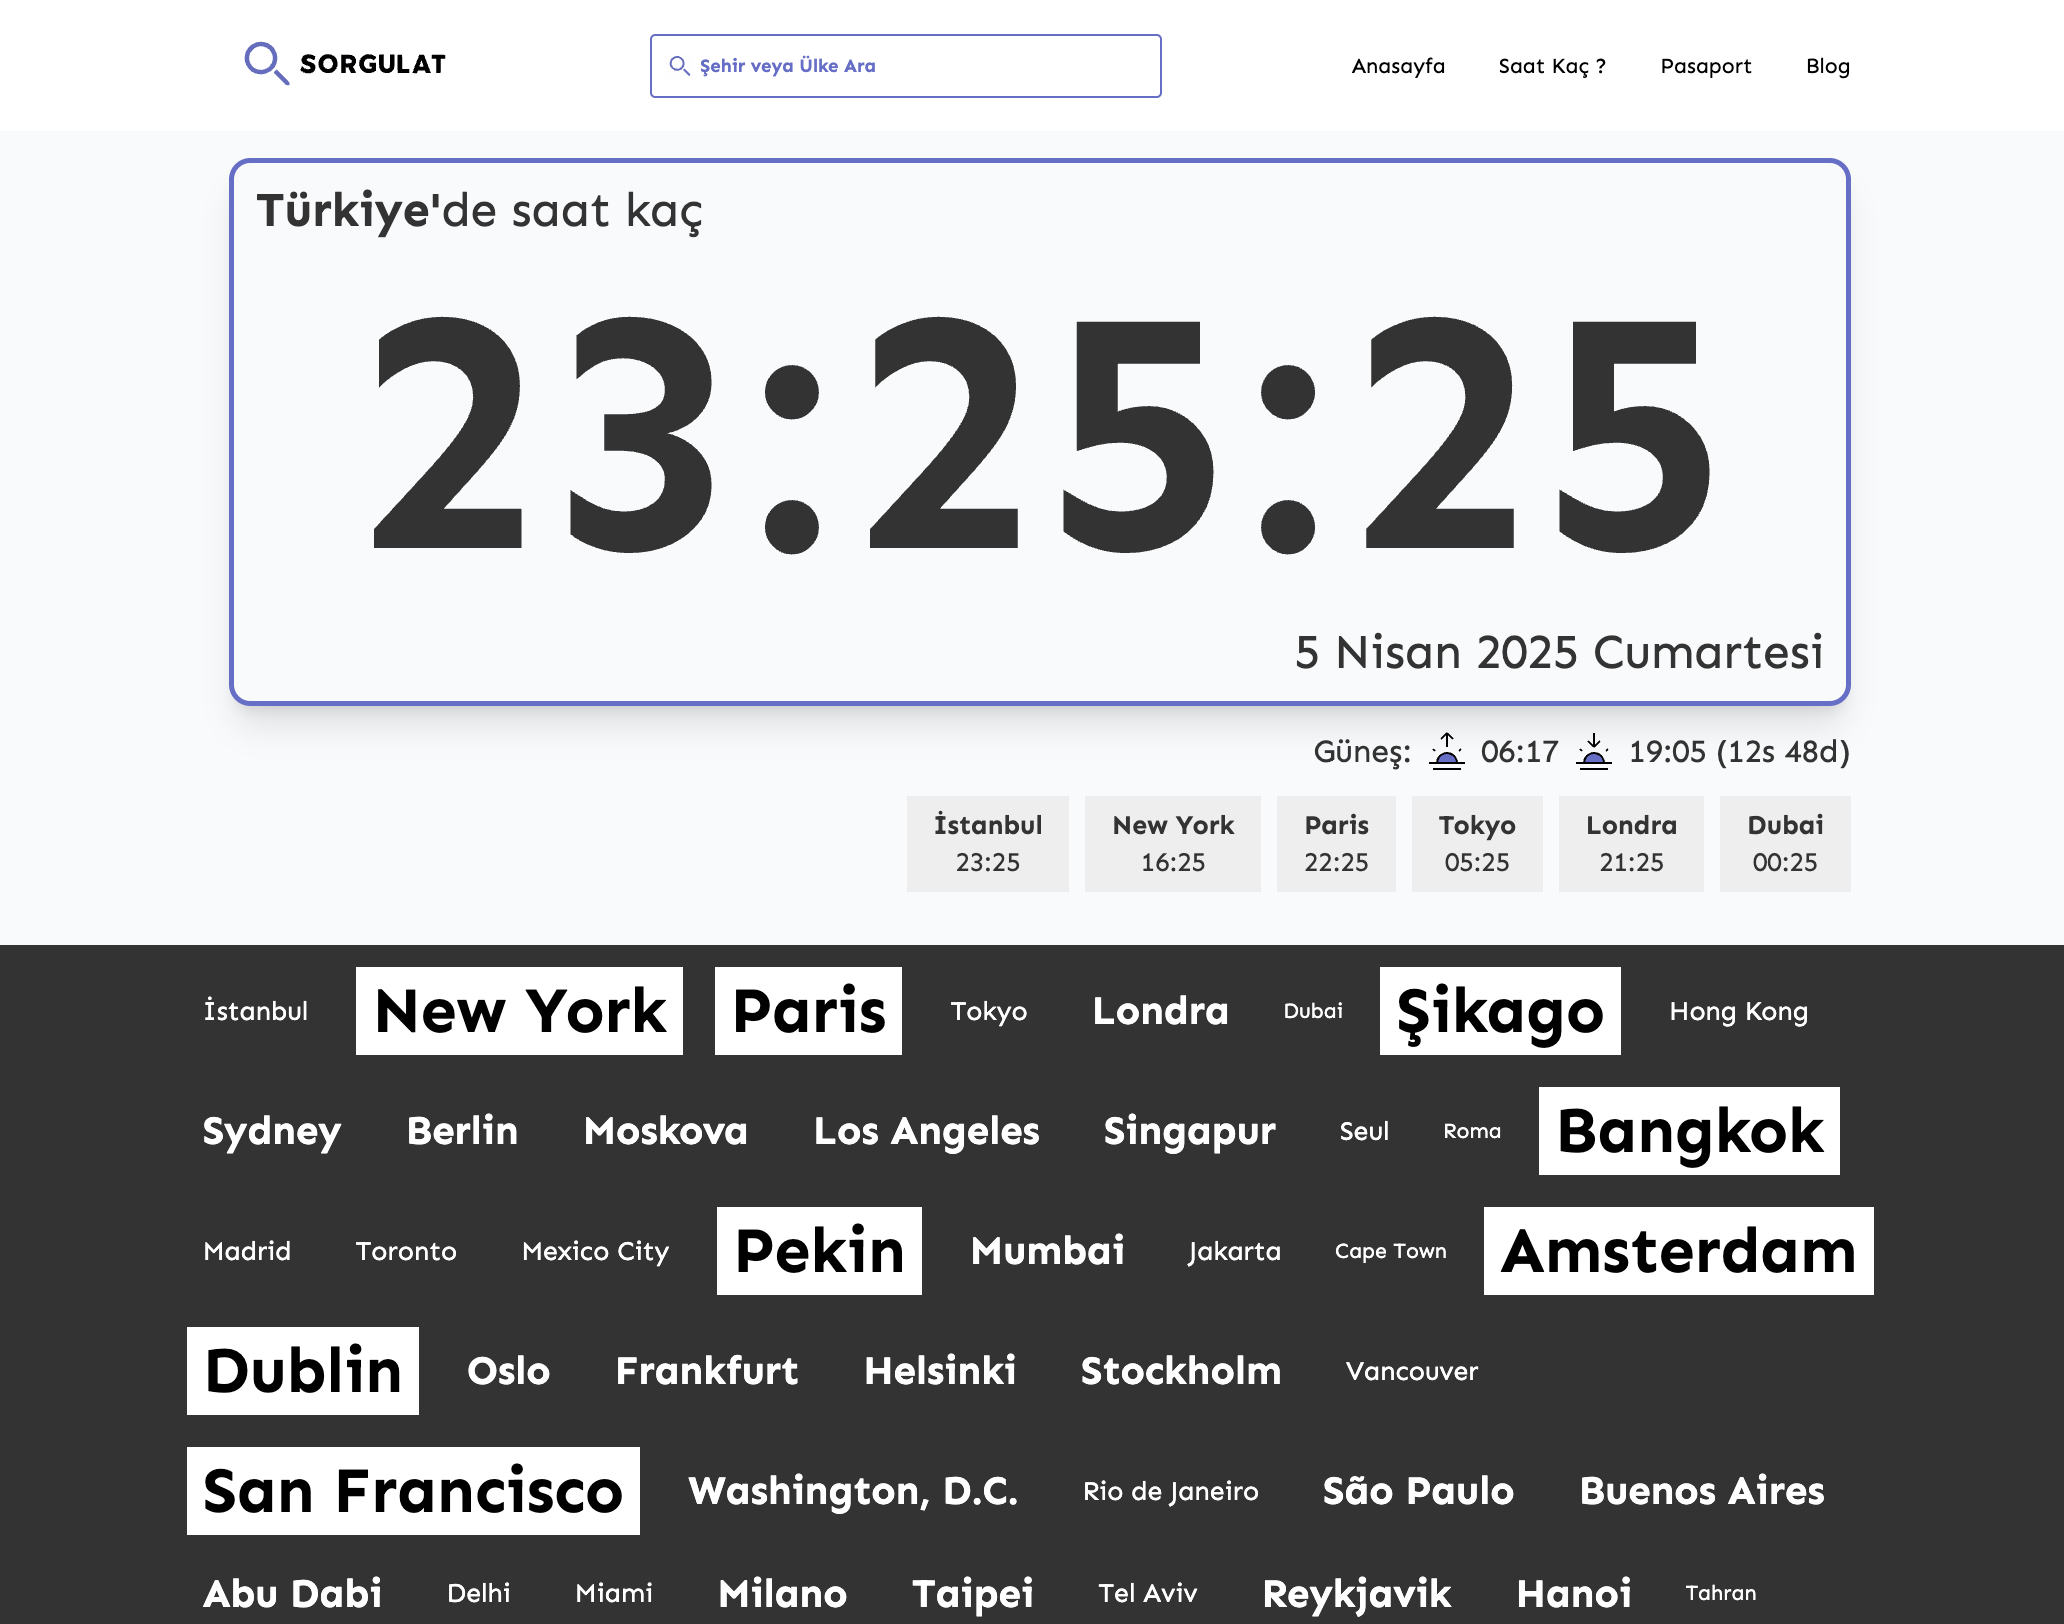 SORGULAT
Şehir veya Ülke Ara
Anasayfa Saat Kaç ? Pasaport Blog
Türkiye'de saat kaç
23:25:25
5 Nisan 2025 Cumartesi
Güneş: 06:17 19:05 (12s 48d)
İstanbul New York Paris Tokyo Londra Dubai
23:25 16:25 22:25 05:25 21:25 00:25
İstanbul New York Paris Tokyo Londra Dubai Şikago Hong Kong
Sydney Berlin Moskova Los Angeles Singapur Seul Roma Bangkok
Madrid Toronto Mexico City Pekin Mumbai Jakarta Cape Town Amsterdam
Dublin Oslo Frankfurt Helsinki Stockholm Vancouver
San Francisco Washington, D.C. Rio de Janeiro São Paulo Buenos Aires
Abu Dabi Delhi Miami Milano Taipei Tel Aviv Reykjavik Hanoi Tahran